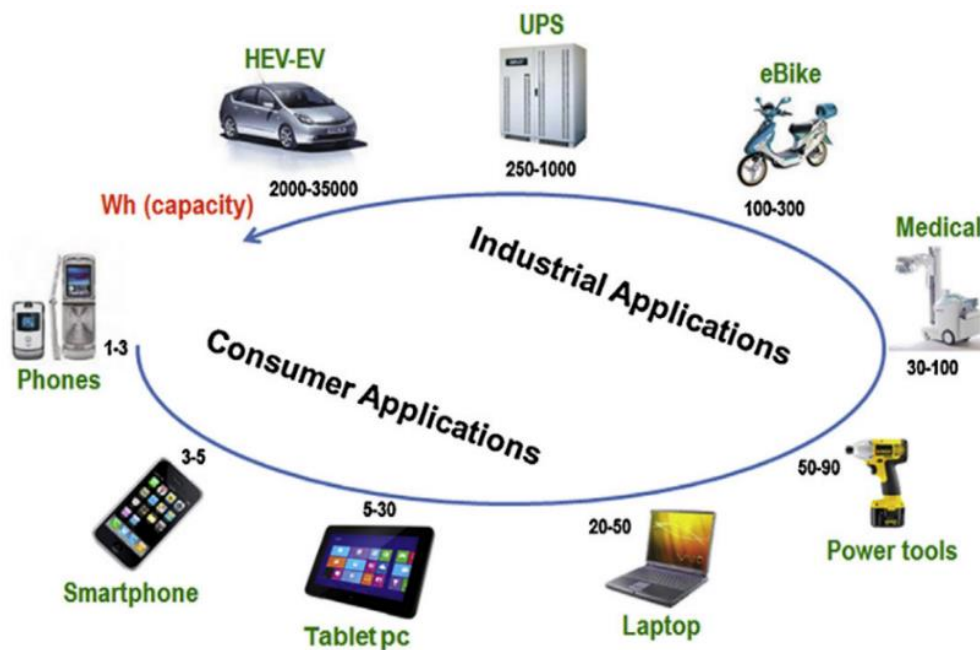 UPS
HEV-EV
eBike
250-1000
2000-35000
Wh (capacity)
100-300
Medical
Industrial Applications
1-3
Consumer Applications
30-100
Phones
3-5
50-90
5-30
20-50
Power tools
Smartphone
Laptop
Tablet pc